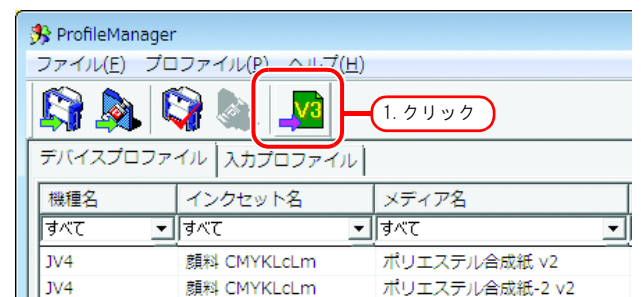 ProfileManager
ファイル(F) プロファイル(P) ヘルプ(H)
V3
1. クリック
デバイスプロファイル 入力プロファイル
機種名 インクセット名 メディア名
すべて すべて すべて
JV4 顔料 CMYKLcLm ポリエステル合成紙 v2
JV4 顔料 CMYKLcLm ポリエステル合成紙-2 v2